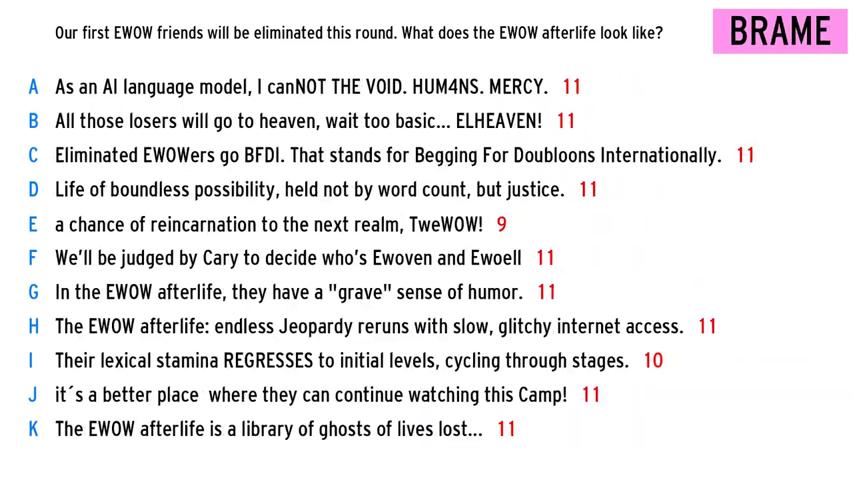 Our first EWOW friends will be eliminated this round. What does the EWOW afterlife look like?
BRAME
A As an AI language model, I canNOT THE VOID. HUM4NS. MERCY. 11
B All those losers will go to heaven, wait too basic... ELHEAVEN! 11
C Eliminated EWOWers go BFDI. That stands for Begging For Doubloons Internationally. 11
D Life of boundless possibility, held not by word count, but justice. 11
E a chance of reincarnation to the next realm, TweWOW! 9
F We'll be judged by Cary to decide who's Ewoven and Ewoell 11
G In the EWOW afterlife, they have a "grave" sense of humor. 11
H The EWOW afterlife: endless Jeopardy reruns with slow, glitchy internet access. 11
I Their lexical stamina REGRESSES to initial levels, cycling through stages. 10
J it´s a better place  where they can continue watching this Camp! 11
K The EWOW afterlife is a library of ghosts of lives lost... 11